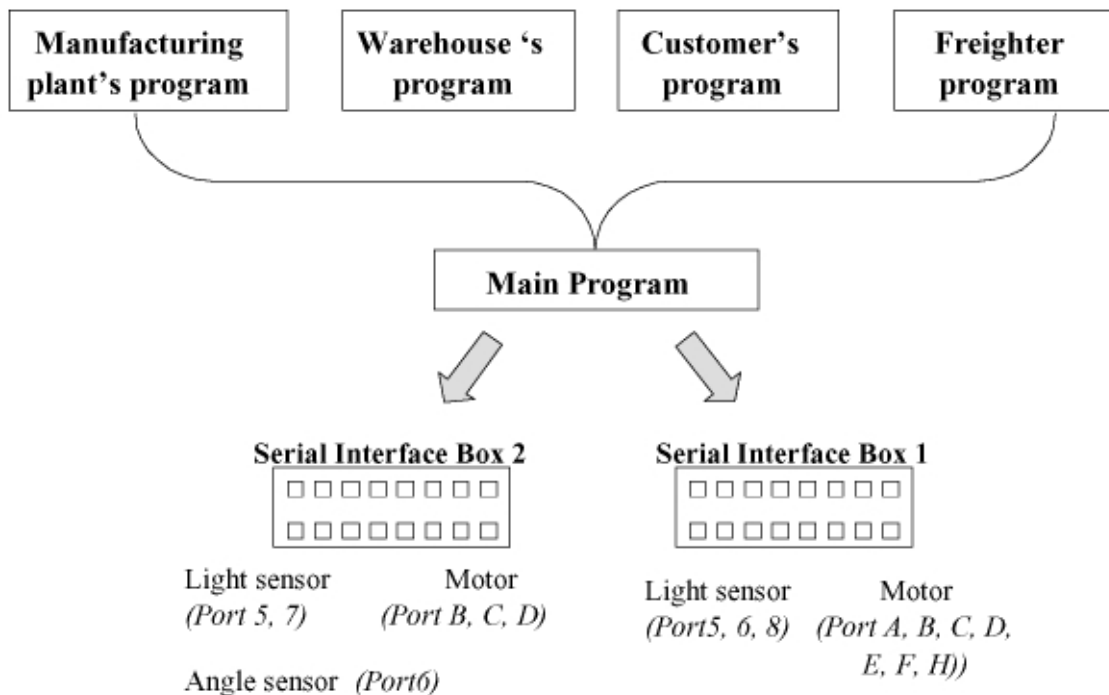 Manufacturing
plant's program
Warehouse 's
program
Customer's
program
Freighter
program
Main Program
Serial Interface Box 2
Serial Interface Box 1
Light sensor
(Port 5, 7)
Motor
(Port B, C, D)
Angle sensor (Port6)
Light sensor
(Port5, 6, 8)
Motor
(Port A, B, C, D,
E, F, H))